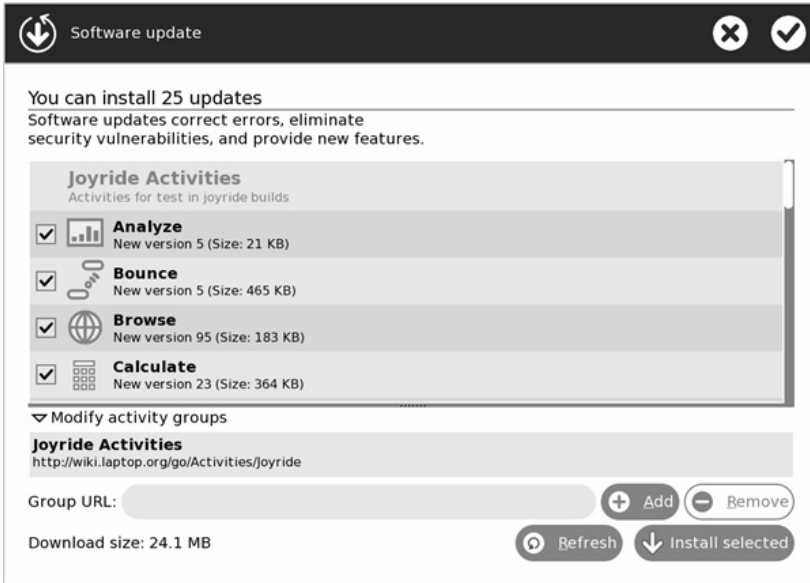 Software update
You can install 25 updates
Software updates correct errors, eliminate
security vulnerabilities, and provide new features.
Joyride Activities
Activities for test in joyride builds
Analyze
New version 5 (Size: 21 KB)
Bounce
New version 5 (Size: 465 KB)
Browse
New version 95 (Size: 183 KB)
Calculate
New version 23 (Size: 364 KB)
Modify activity groups
Joyride Activities
http://wiki.laptop.org/go/Activities/Joyride
Group URL: Add Remove
Download size: 24.1 MB Refresh Install selected